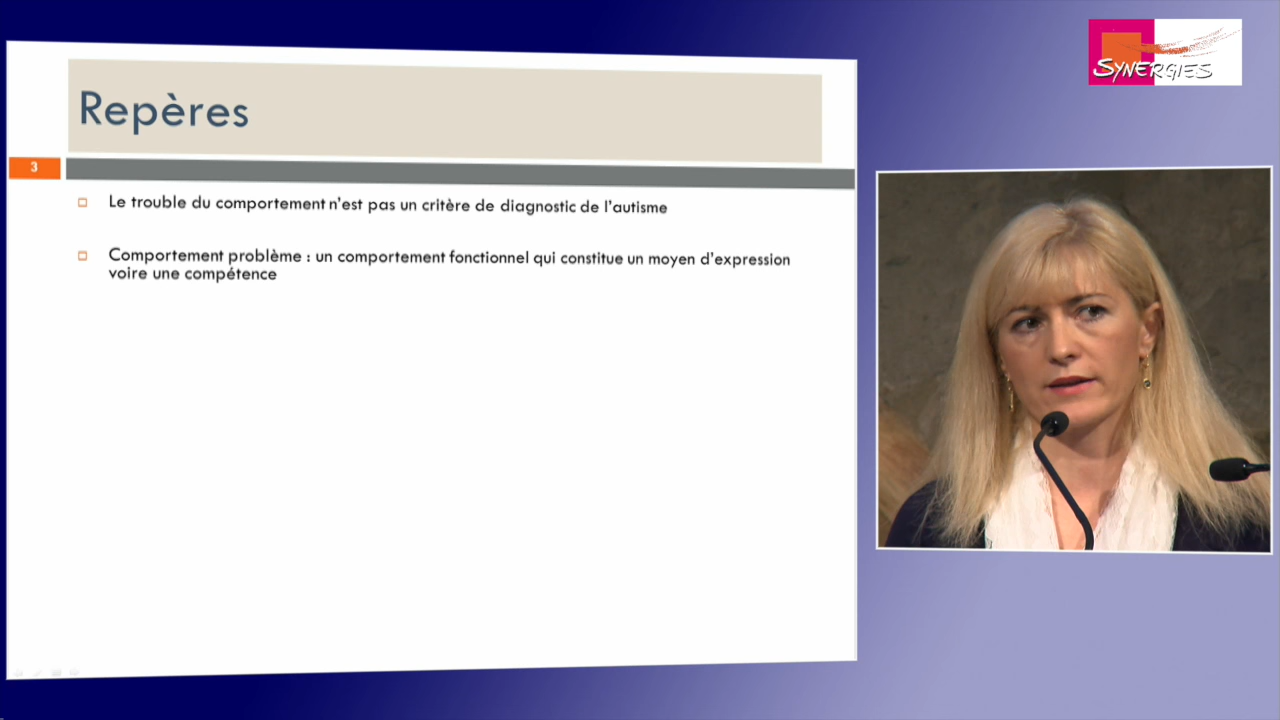 SYNERGIES
Repères
3
Le trouble du comportement n'est pas un critère de diagnostic de l'autisme
Comportement problème : un comportement fonctionnel qui constitue un moyen d'expression
voire une compétence